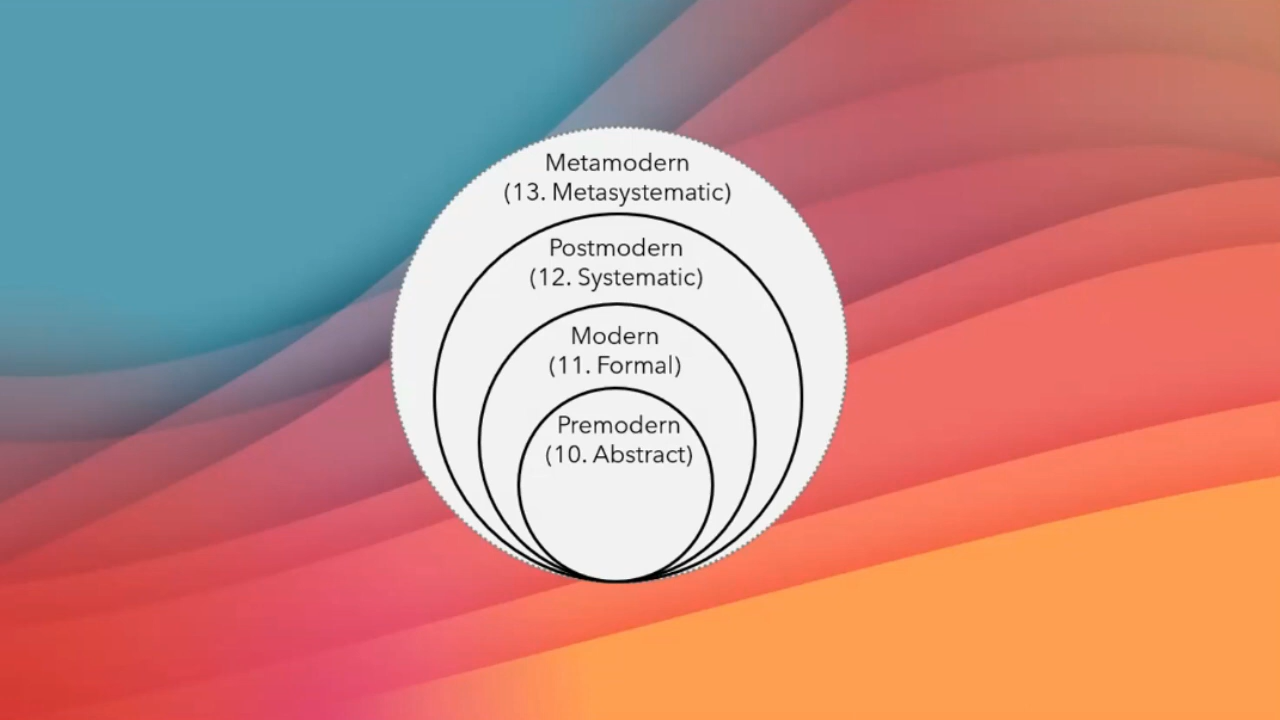 Metamodern
(13. Metasystematic)
Postmodern
(12. Systematic)
Modern
(11. Formal)
Premodern
(10. Abstract)